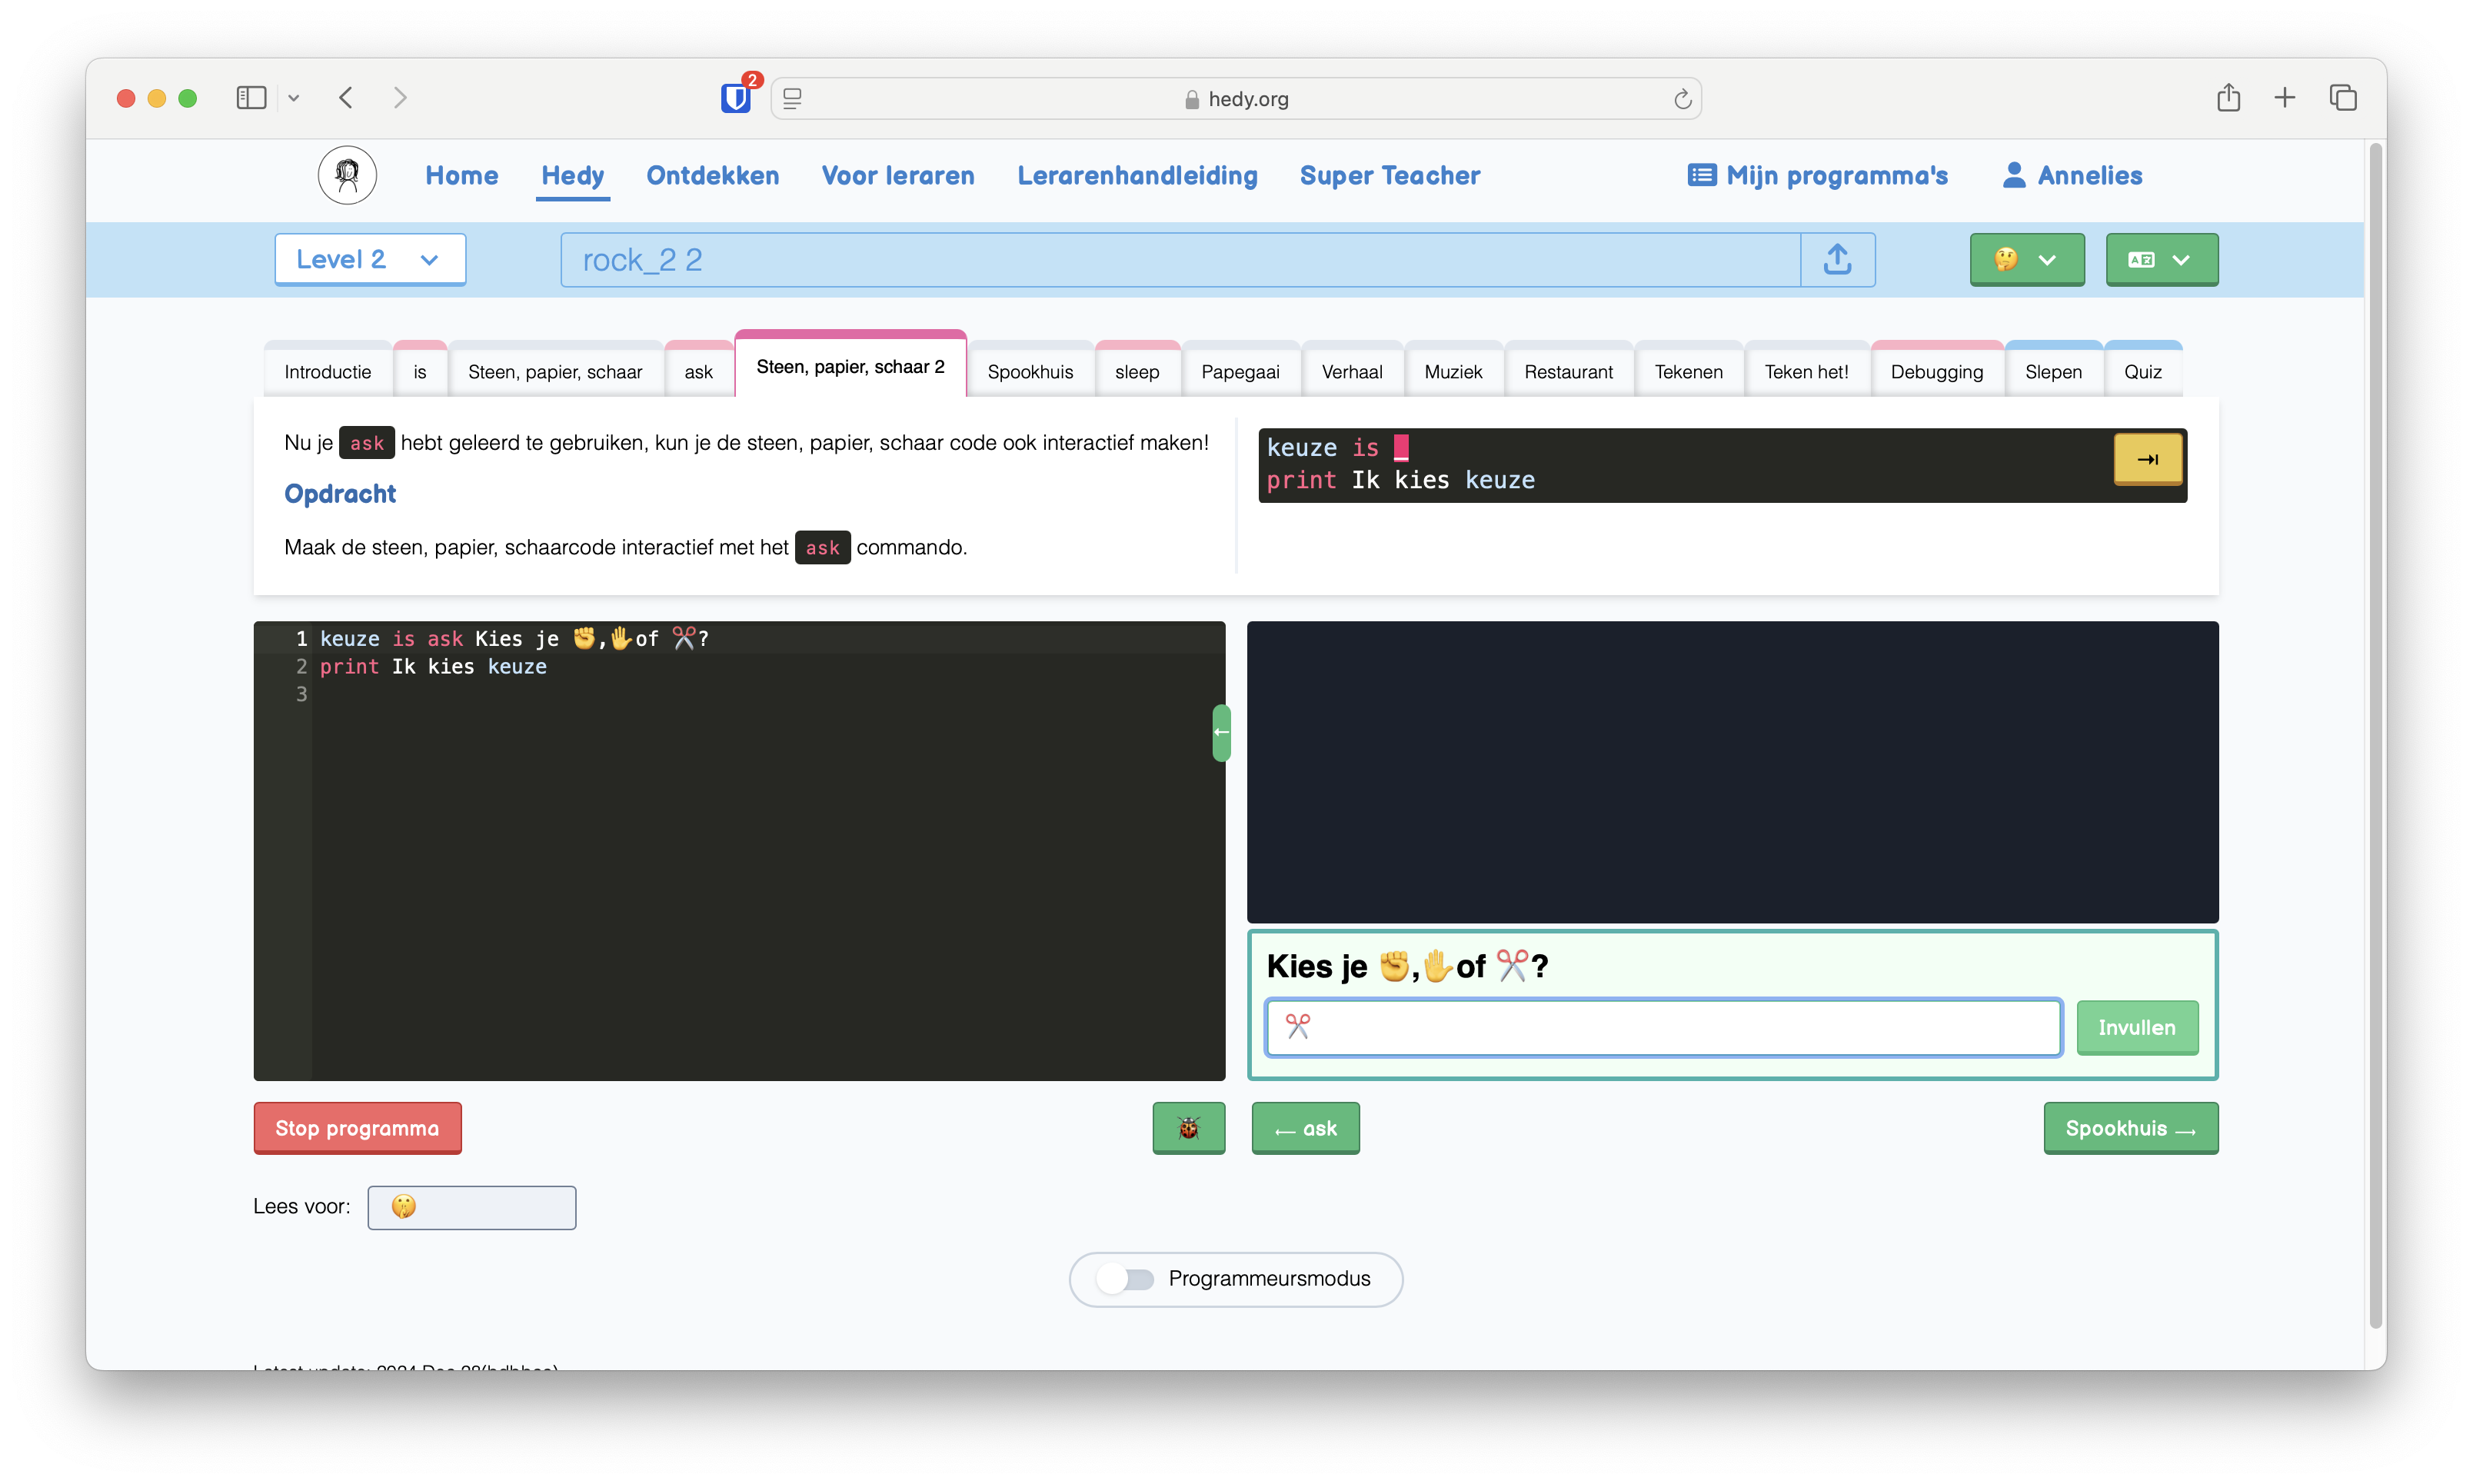 2
hedy.org
Home Hedy Ontdekken Voor leraren Lerarenhandleiding Super Teacher Mijn programma's Annelies
Level 2 rock_2 2 🤔
Introductie is Steen, papier, schaar ask Steen, papier, schaar 2 Spookhuis sleep Papegaai Verhaal Muziek Restaurant Tekenen Teken het! Debugging Slepen Quiz
Nu je ask hebt geleerd te gebruiken, kun je de steen, papier, schaar code ook interactief maken!
Opdracht
Maak de steen, papier, schaarcode interactief met het ask commando.
keuze is _
print Ik kies keuze
1 keuze is ask Kies je ✊,✋of ✂️?
2 print Ik kies keuze
3
Kies je ✊,✋of ✂️?
✂️ Invullen
Stop programma 🐞 ← ask Spookhuis →
Lees voor: 🤫
Programmeursmodus